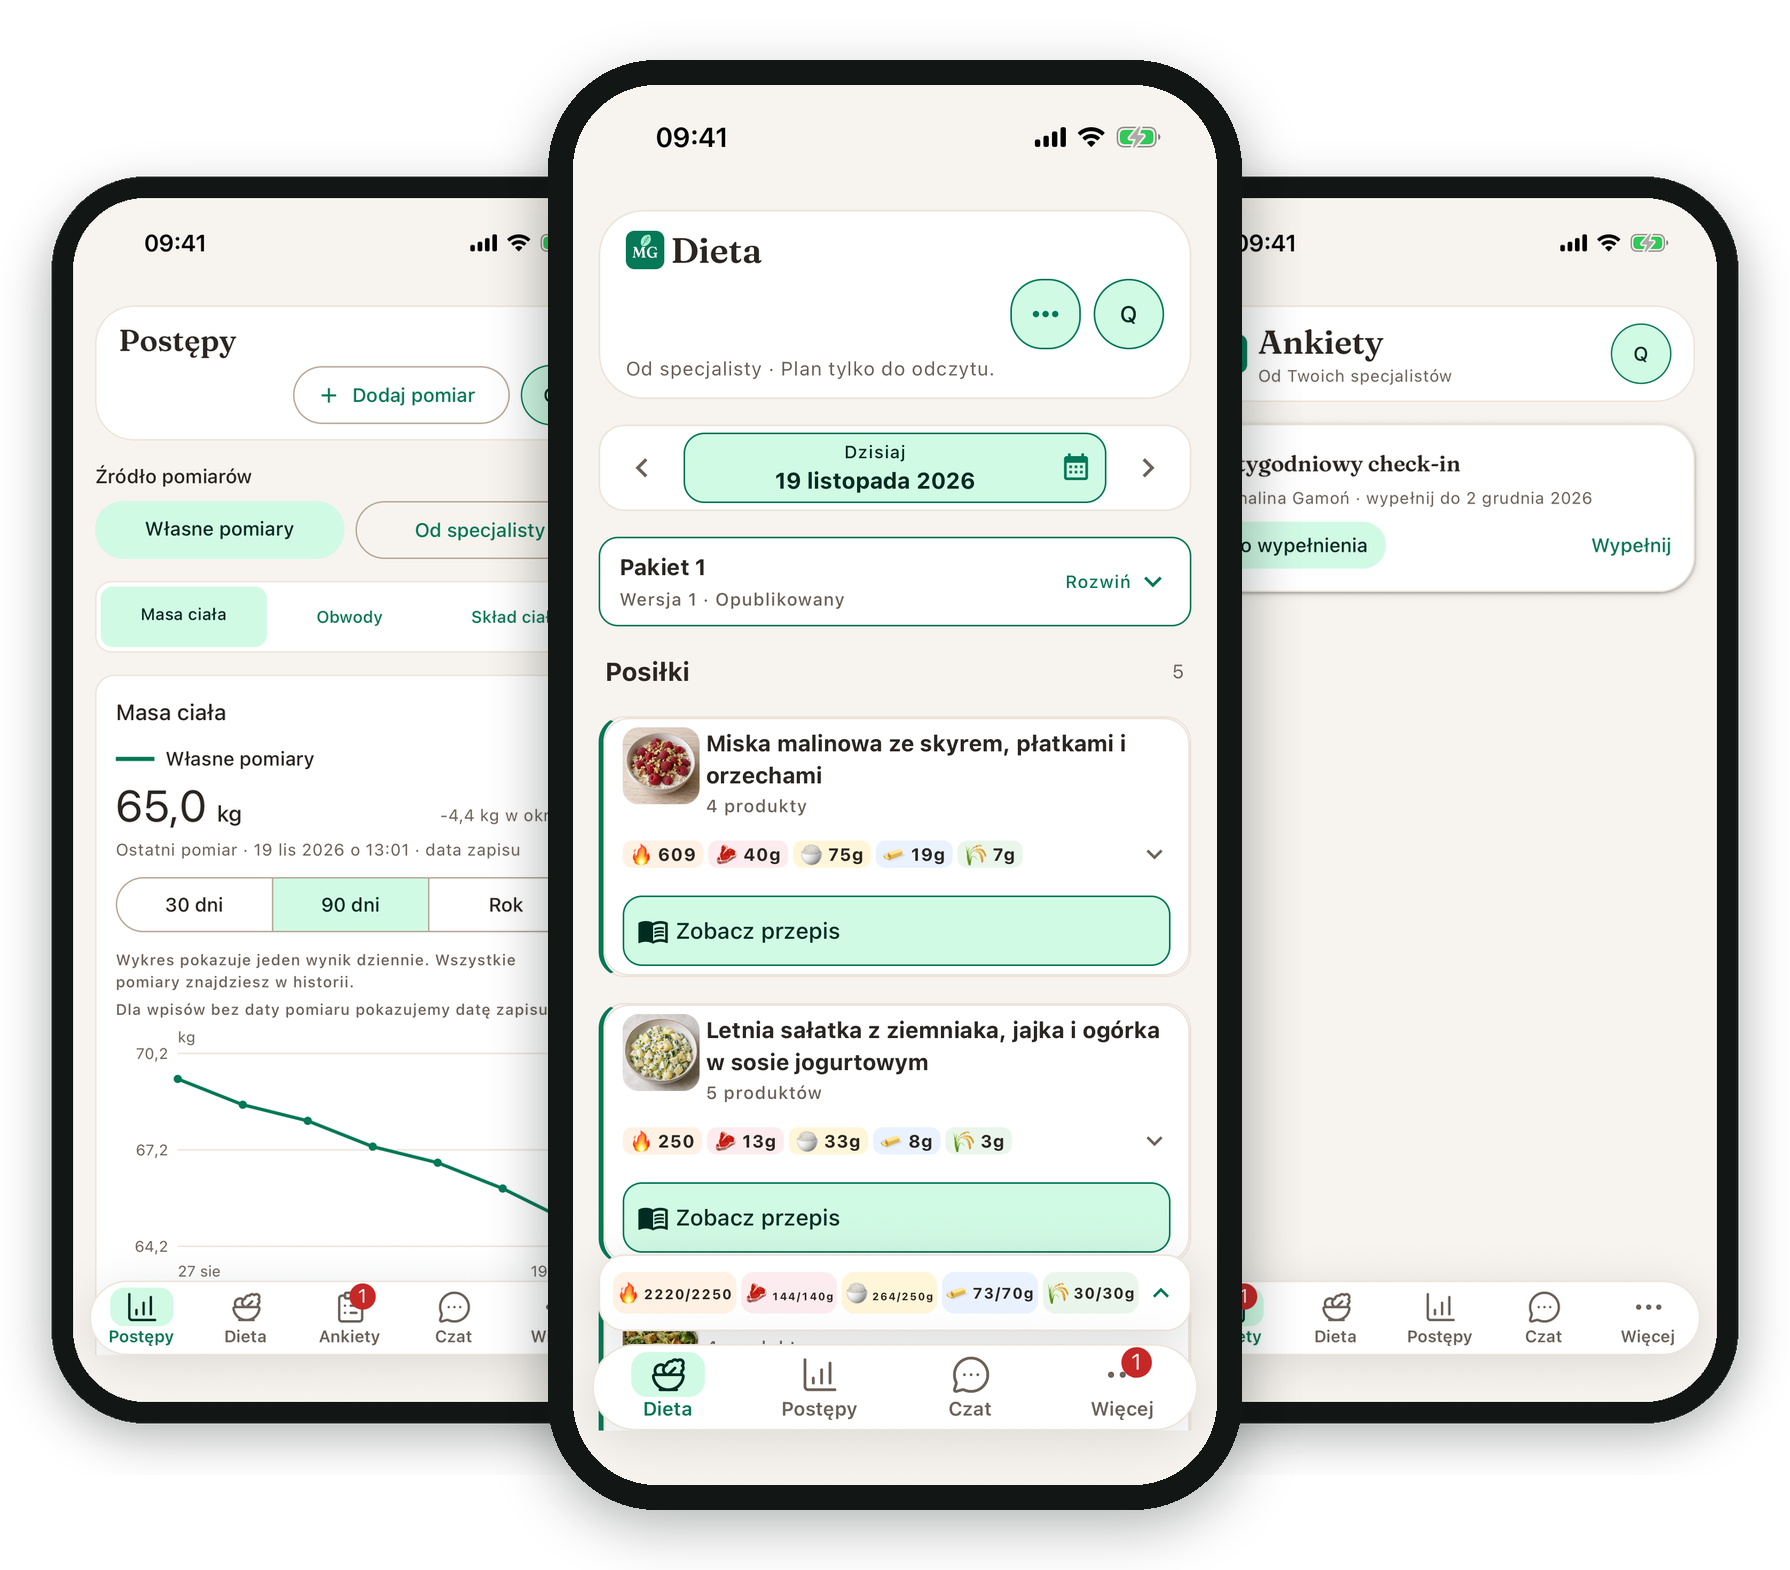 09:41
Postępy
+ Dodaj pomiar
Źródło pomiarów
Własne pomiary
Od specjalisty
Masa ciała
Obwody
Skład
Masa ciała
Własne pomiary
65,0 kg
-4,4 kg w
Ostatni pomiar · 19 lis 2026 o 13:01 · data zapisu
30 dni
90 dni
Rok
Wykres pokazuje jeden wynik dziennie. Wszystkie
pomiary znajdziesz w historii.
Dla wpisów bez daty pomiaru pokazujemy datę zapisu
kg
70,2
67,2
64,2
27 sie
19
1
Postępy
Dieta
Ankiety
Czat
09:41
MG
Dieta
Q
Od specjalisty · Plan tylko do odczytu.
Dzisiaj
19 listopada 2026
Pakiet 1
Wersja 1 · Opublikowany
Rozwiń
Posiłki
5
Miska malinowa ze skyrem, płatkami i
orzechami
4 produkty
609 40g 75g 19g 7g
Zobacz przepis
Letnia sałatka z ziemniaka, jajka i ogórka
w sosie jogurtowym
5 produktów
250 13g 33g 8g 3g
Zobacz przepis
2220/2250 144/140g 264/250g 73/70g 30/30g
1
Dieta
Postępy
Czat
Więcej
09:41
Ankiety
Od Twoich specjalistów
Q
tygodniowy check-in
Gamoń · wypełnij do 2 grudnia 2026
wypełnienia
Wypełnij
1
Dieta
Postępy
Czat
Więcej